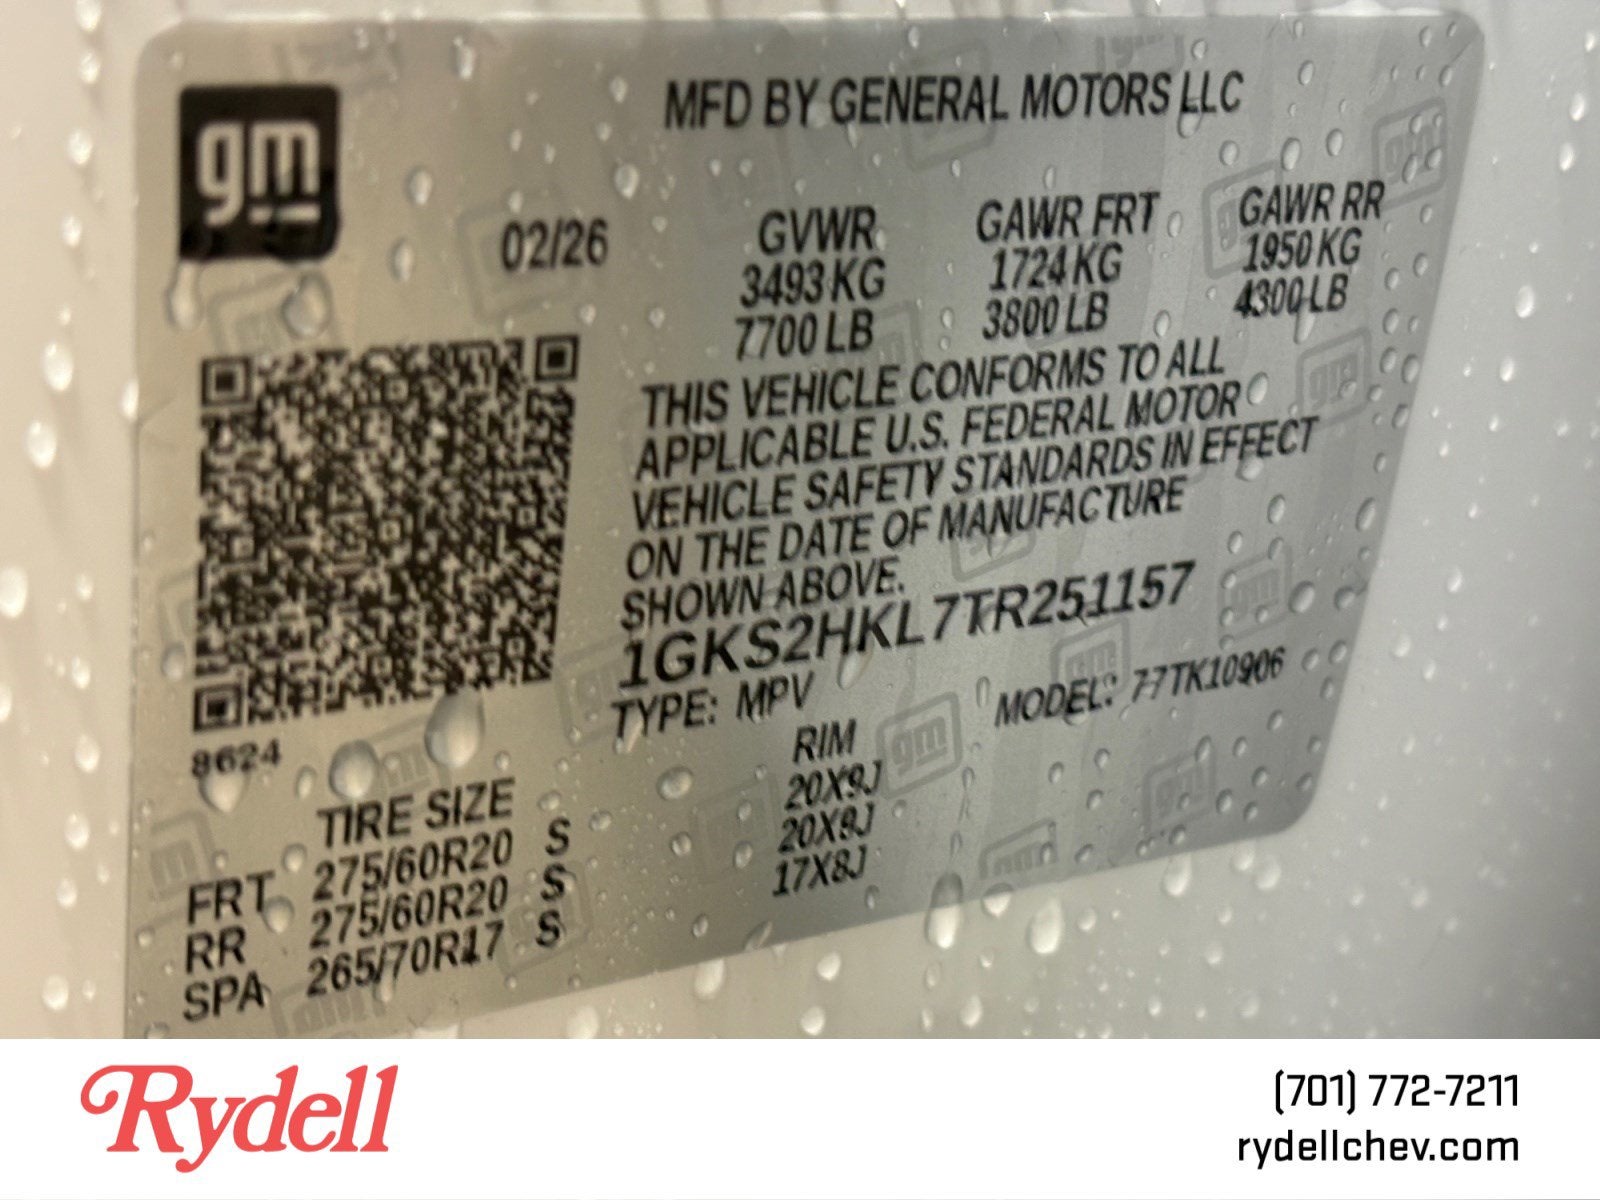 gm
MFD BY GENERAL MOTORS LLC
02/26
GVWR GAWR FRT GAWR RR
3493 KG 1724 KG 1950 KG
7700 LB 3800 LB 4300 LB
THIS VEHICLE CONFORMS TO ALL
APPLICABLE U.S. FEDERAL MOTOR
VEHICLE SAFETY STANDARDS IN EFFECT
ON THE DATE OF MANUFACTURE
SHOWN ABOVE.
1GKS2HKL7TR251157
TYPE: MPV MODEL: 77TK10906
8624
TIRE SIZE RIM
FRT 275/60R20 S 20X9J
RR 275/60R20 S 20X9J
SPA 265/70R17 S 17X8J
Rydell
(701) 772-7211
rydellchev.com